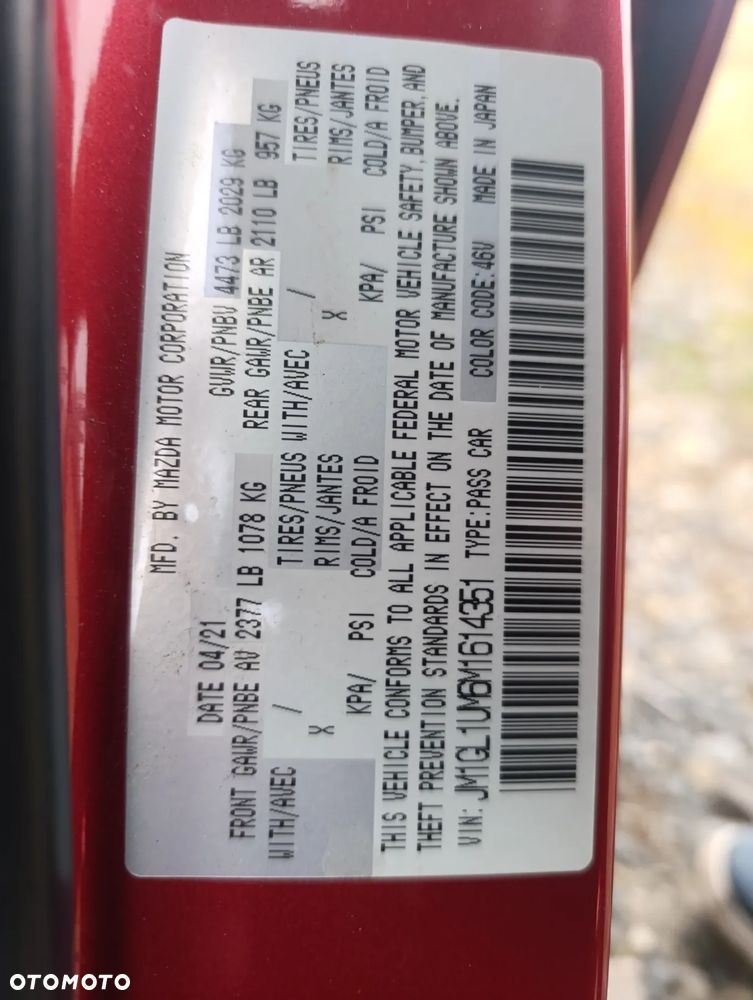 MFD. BY MAZDA MOTOR CORPORATION
DATE 04/21 GVWR/PNBV 4473 LB 2029 KG
FRONT GAWR/PNBE AV 2377 LB 1078 KG REAR GAWR/PNBE AR 2110 LB 957 KG
WITH/AVEC / TIRES/PNEUS WITH/AVEC / TIRES/PNEUS
X RIMS/JANTES X RIMS/JANTES
KPA/ PSI COLD/A FROID KPA/ PSI COLD/A FROID
THIS VEHICLE CONFORMS TO ALL APPLICABLE FEDERAL MOTOR VEHICLE SAFETY, BUMPER, AND
THEFT PREVENTION STANDARDS IN EFFECT ON THE DATE OF MANUFACTURE SHOWN ABOVE.
VIN: JM1GL1UM6M1614351 TYPE: PASS CAR COLOR CODE: 46V MADE IN JAPAN
OTOMOTO